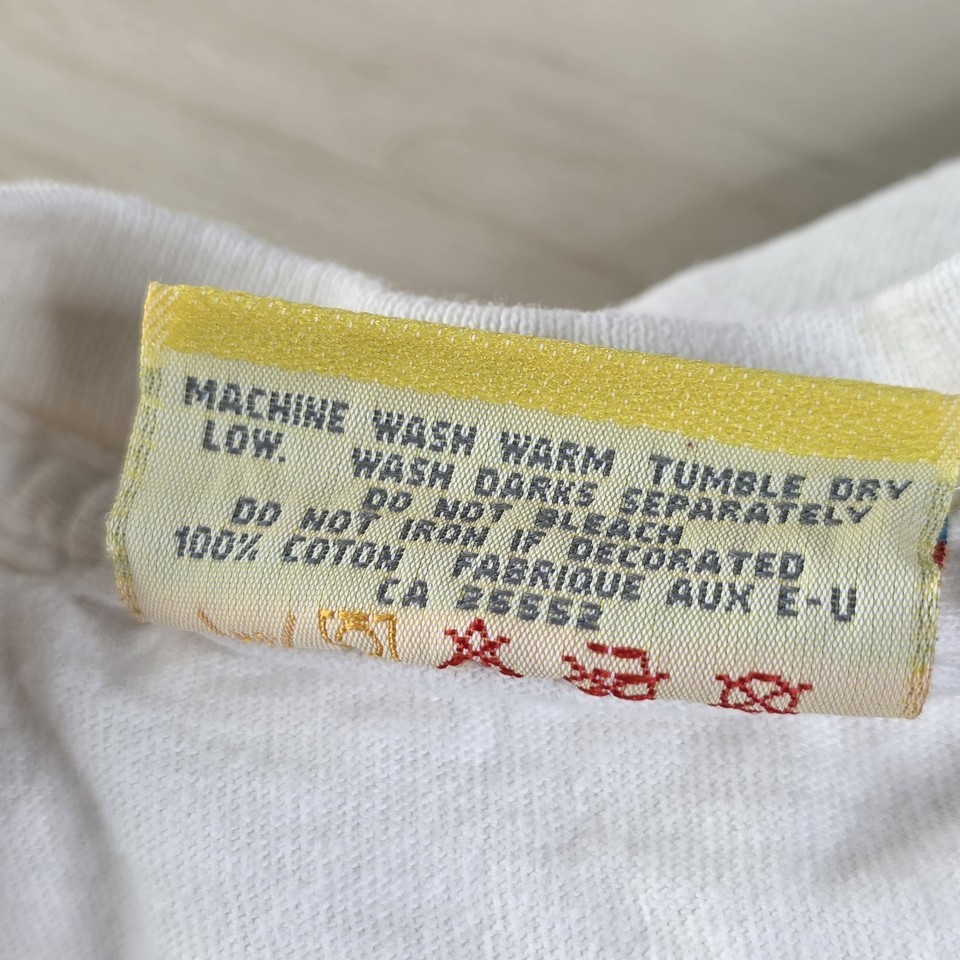 MACHINE WASH WARM TUMBLE DRY
LOW. WASH DARKS SEPARATELY
DO NOT BLEACH
DO NOT IRON IF DECORATED
100% COTON FABRIQUE AUX E-U
CA 25552